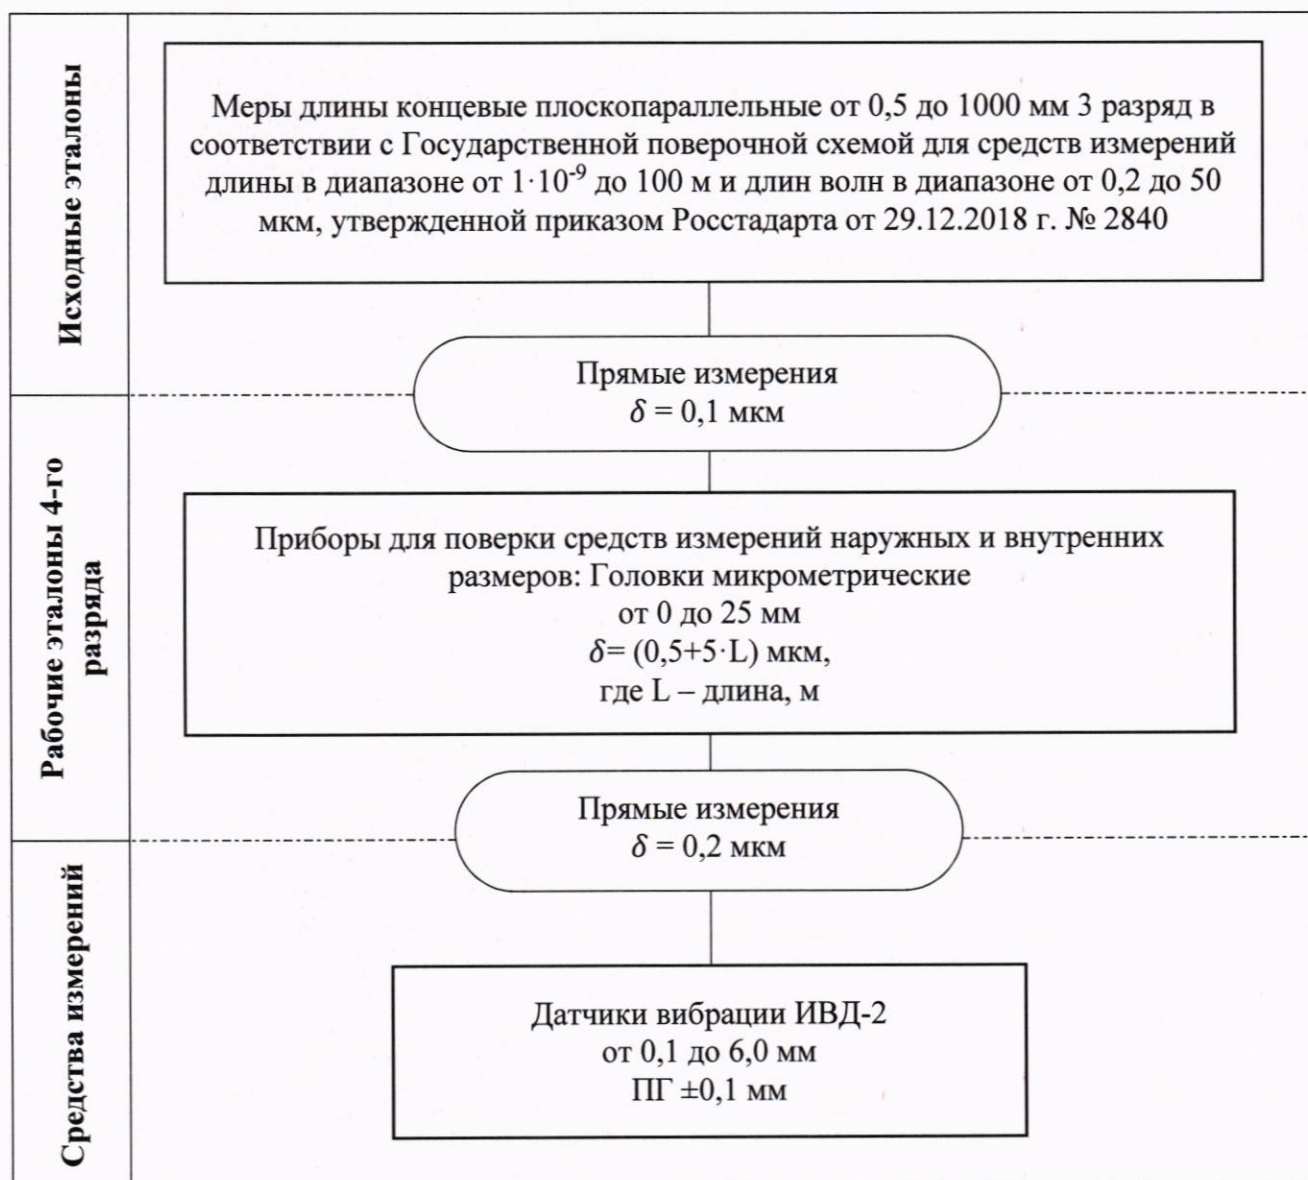 Исходные эталоны
Меры длины концевые плоскопараллельные от 0,5 до 1000 мм 3 разряд в
соответствии с Государственной поверочной схемой для средств измерений
длины в диапазоне от 1·10⁻⁹ до 100 м и длин волн в диапазоне от 0,2 до 50
мкм, утвержденной приказом Росстадарта от 29.12.2018 г. № 2840
Прямые измерения
δ = 0,1 мкм
Рабочие эталоны 4-го
разряда
Приборы для поверки средств измерений наружных и внутренних
размеров: Головки микрометрические
от 0 до 25 мм
δ= (0,5+5·L) мкм,
где L – длина, м
Прямые измерения
δ = 0,2 мкм
Средства измерений
Датчики вибрации ИВД-2
от 0,1 до 6,0 мм
ПГ ±0,1 мм